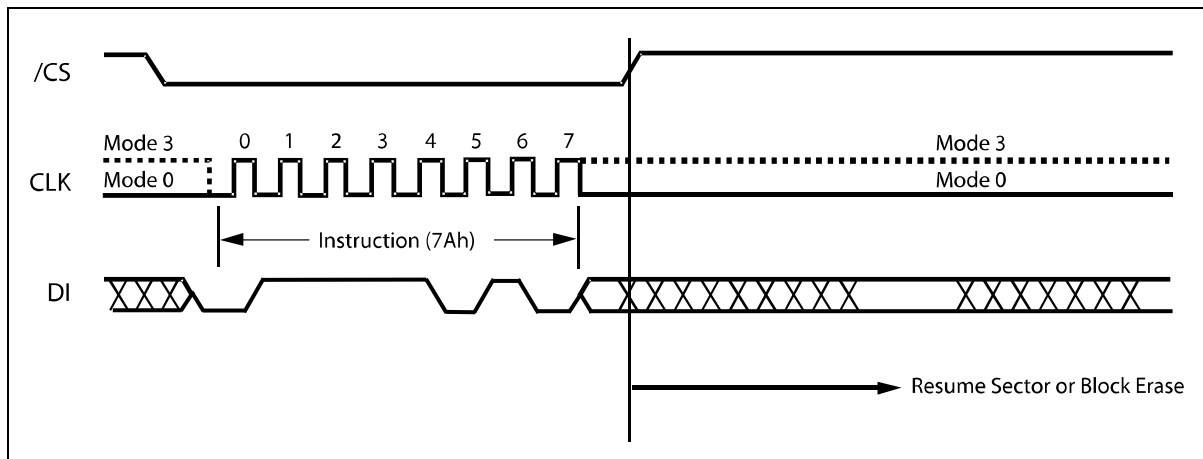 /CS
Mode 3
0 1 2 3 4 5 6 7
Mode 3
CLK
Mode 0
Mode 0
Instruction (7Ah)
DI
Resume Sector or Block Erase